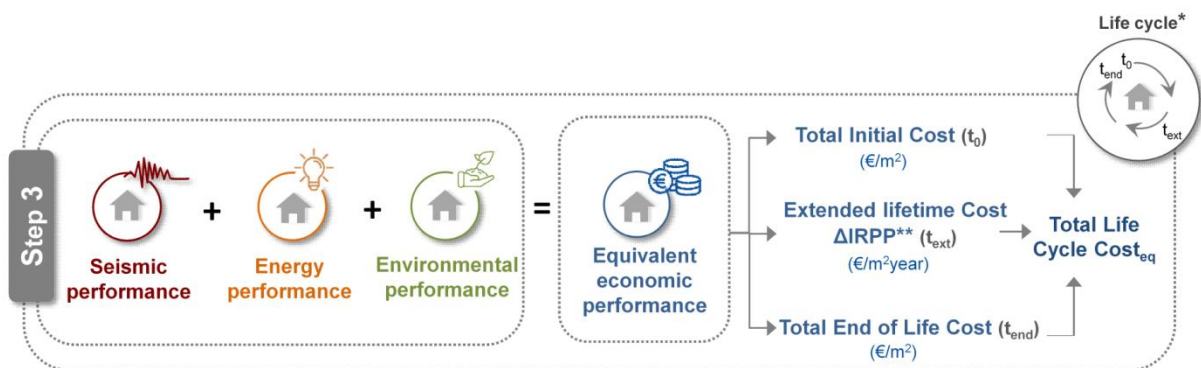 Life cycle*
t0
tend
text
Step 3
Seismic
performance
+
Energy
performance
+
Environmental
performance
=
€
Equivalent
economic
performance
Total Initial Cost (t0)
(€/m²)
Extended lifetime Cost
ΔIRPP** (text)
(€/m²year)
Total End of Life Cost (tend)
(€/m²)
Total Life
Cycle Costeq